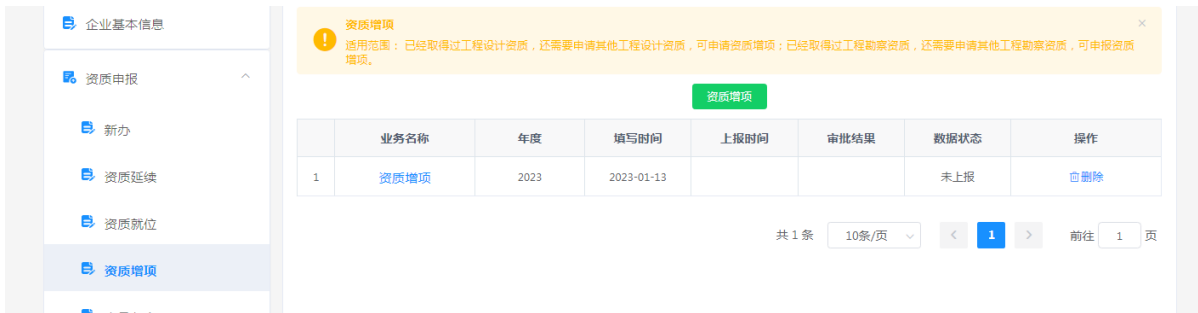 企业基本信息
资质申报
新办
资质延续
资质就位
资质增项
资质增项
适用范围： 已经取得过工程设计资质，还需要申请其他工程设计资质，可申请资质增项；已经取得过工程勘察资质，还需要申请其他工程勘察资质，可申报资质
增项。
资质增项
业务名称 年度 填写时间 上报时间 审批结果 数据状态 操作
1 资质增项 2023 2023-01-13 未上报 删除
共 1 条 10条/页 < 1 > 前往 1 页